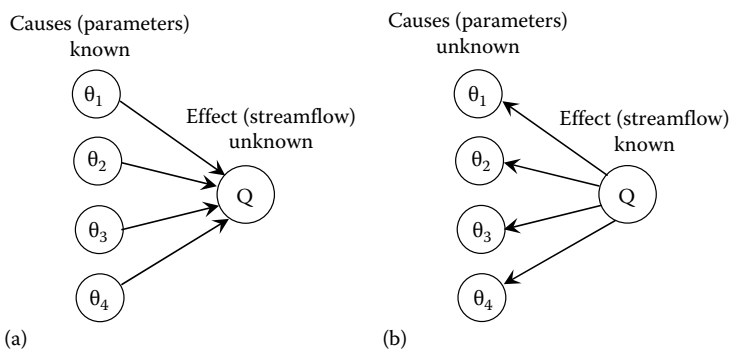 Causes (parameters)
known
θ1
θ2
θ3
θ4
Effect (streamflow)
unknown
Q
(a)
Causes (parameters)
unknown
θ1
θ2
θ3
θ4
Effect (streamflow)
known
Q
(b)